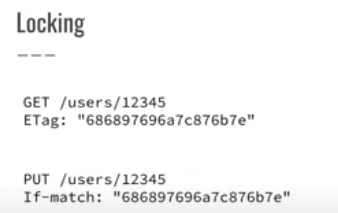 Locking
---
GET /users/12345
ETag: "686897696a7c876b7e"
PUT /users/12345
If-match: "686897696a7c876b7e"